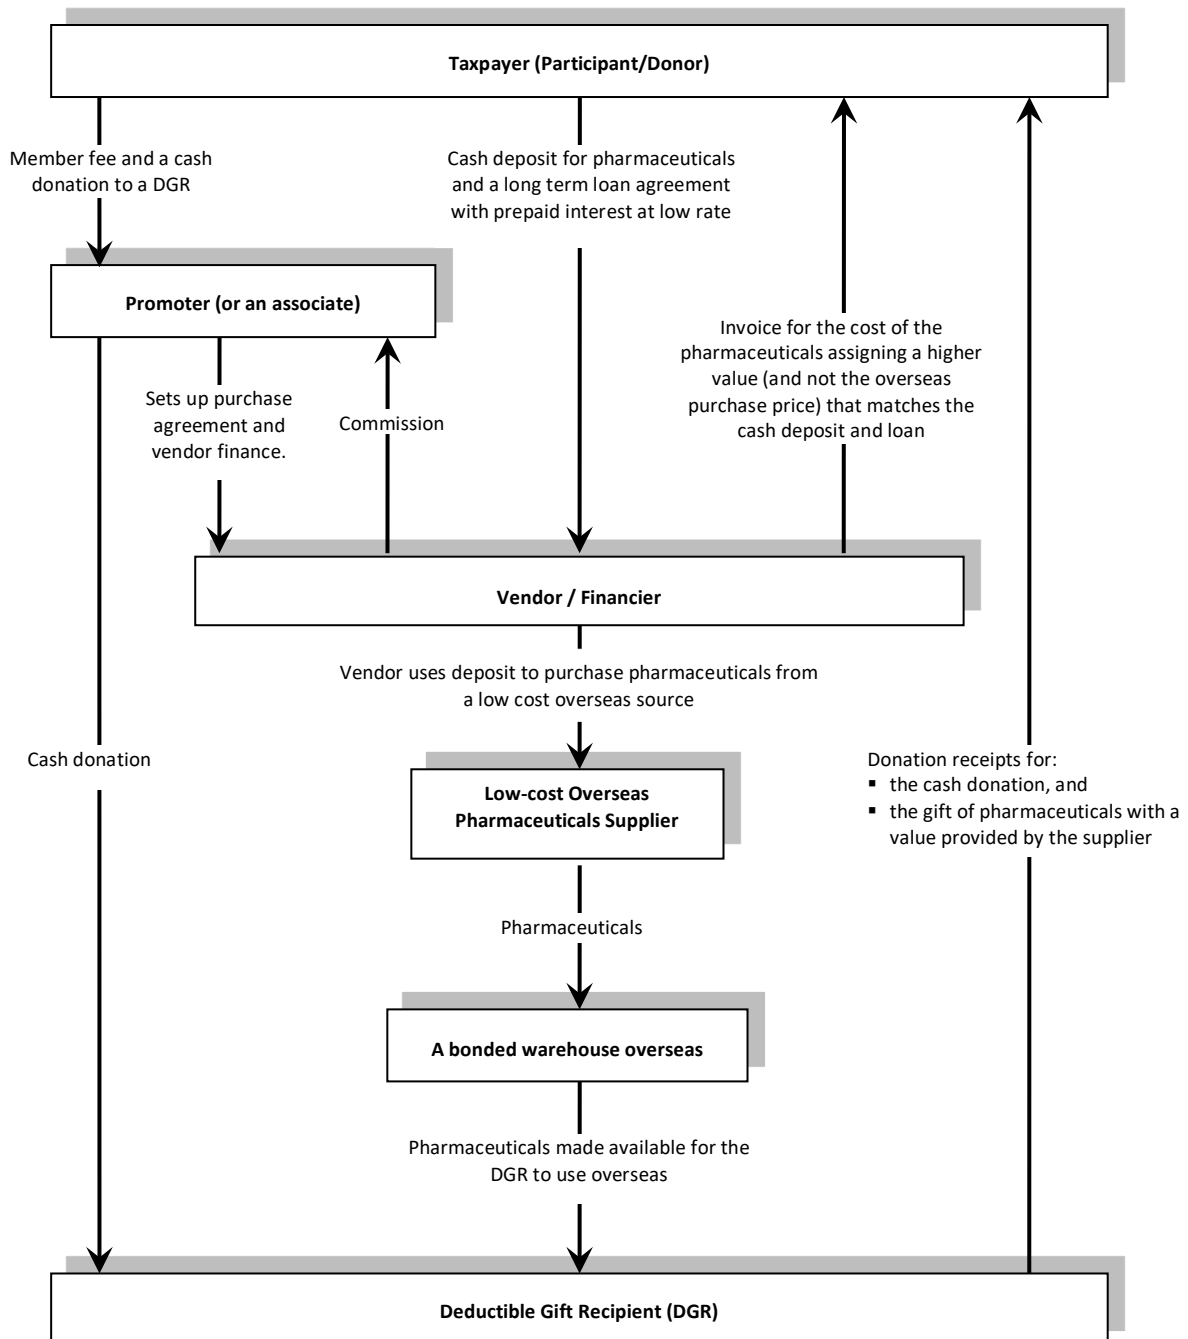 Taxpayer (Participant/Donor)
Member fee and a cash
donation to a DGR
Cash deposit for pharmaceuticals
and a long term loan agreement
with prepaid interest at low rate
Promoter (or an associate)
Invoice for the cost of the
pharmaceuticals assigning a higher
value (and not the overseas
purchase price) that matches the
cash deposit and loan
Sets up purchase
agreement and
vendor finance.
Commission
Vendor / Financier
Vendor uses deposit to purchase pharmaceuticals from
a low cost overseas source
Cash donation
Low-cost Overseas
Pharmaceuticals Supplier
Donation receipts for:
▪ the cash donation, and
▪ the gift of pharmaceuticals with a
value provided by the supplier
Pharmaceuticals
A bonded warehouse overseas
Pharmaceuticals made available for the
DGR to use overseas
Deductible Gift Recipient (DGR)